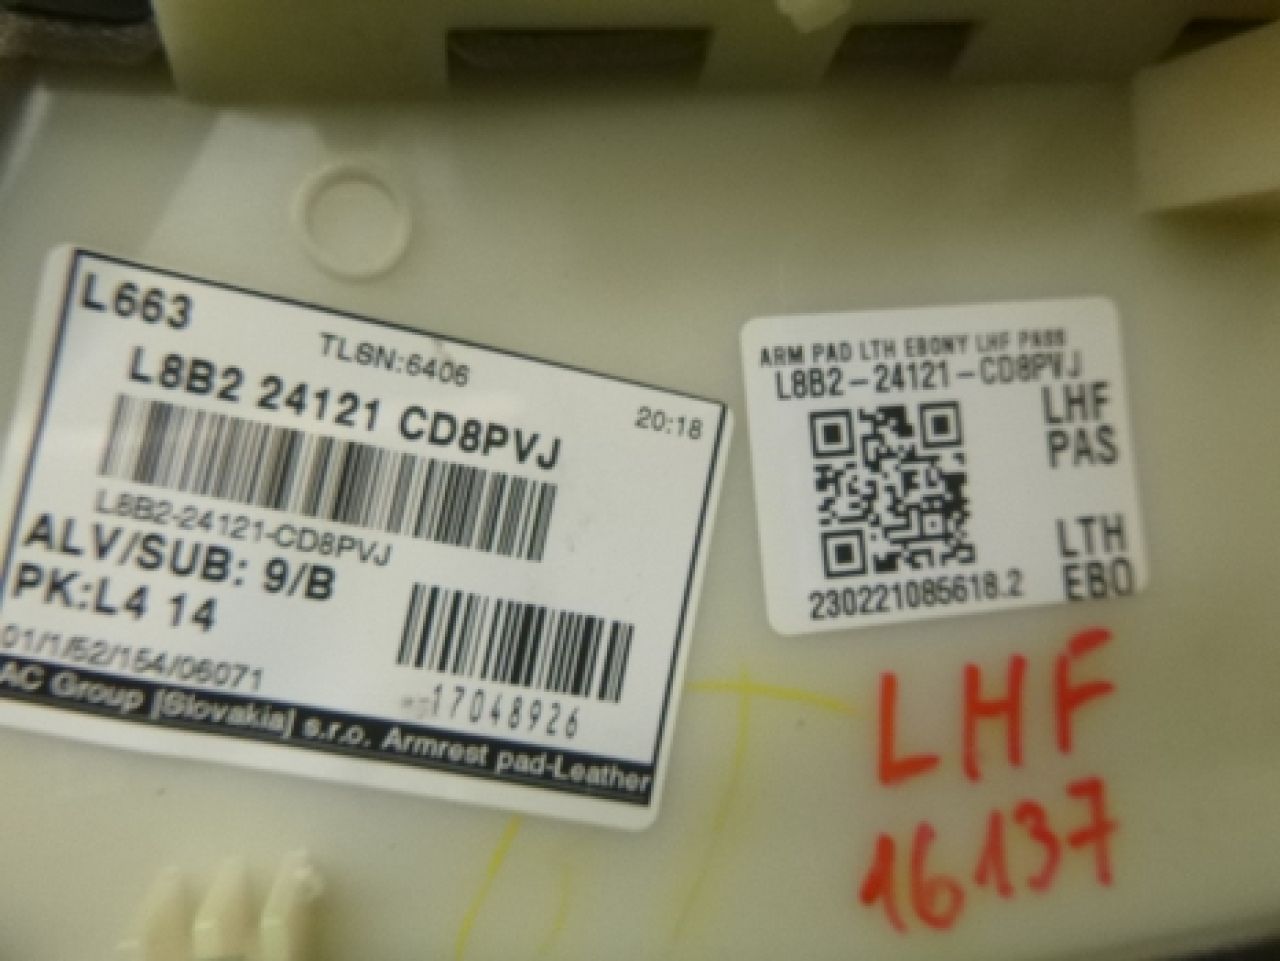 L663
TLSN:6406
20:18
L8B2 24121 CD8PVJ
L8B2-24121-CD8PVJ
ALV/SUB: 9/B
PK:L4 14
01/1/52/154/06071
17048926
AC Group [Slovakia] s.r.o. Armrest pad-Leather
ARM PAD LTH EBONY LHF PASS
L8B2-24121-CD8PVJ
LHF
PAS
LTH
EBO
230221085618.2
LHF
16137